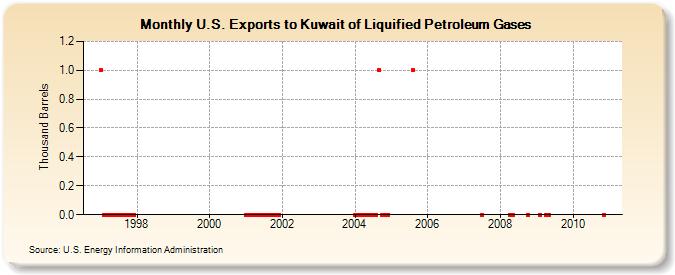 Monthly U.S. Exports to Kuwait of Liquified Petroleum Gases
Thousand Barrels
1.2
1.0
0.8
0.6
0.4
0.2
0.0
1998 2000 2002 2004 2006 2008 2010
Source: U.S. Energy Information Administration